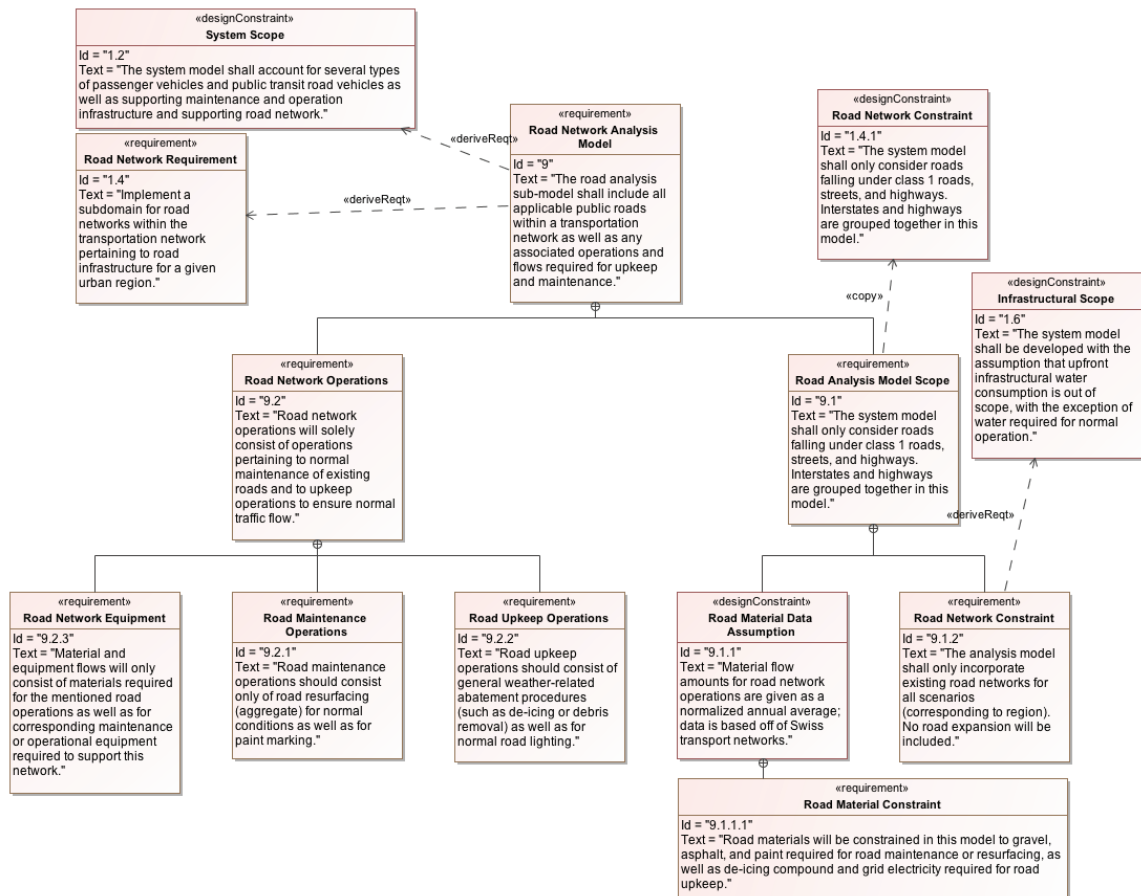 «designConstraint»
System Scope
Id = "1.2"
Text = "The system model shall account for several types
of passenger vehicles and public transit road vehicles as
well as supporting maintenance and operation
infrastructure and supporting road network."
«requirement»
Road Network Requirement
Id = "1.4"
Text = "Implement a
subdomain for road
networks within the
transportation network
pertaining to road
infrastructure for a given
urban region."
«deriveReqt»
«deriveReqt»
«requirement»
Road Network Analysis
Model
Id = "9"
Text = "The road analysis
sub-model shall include all
applicable public roads
within a transportation
network as well as any
associated operations and
flows required for upkeep
and maintenance."
«designConstraint»
Road Network Constraint
Id = "1.4.1"
Text = "The system model
shall only consider roads
falling under class 1 roads,
streets, and highways.
Interstates and highways
are grouped together in this
model."
«copy»
«designConstraint»
Infrastructural Scope
Id = "1.6"
Text = "The system model
shall be developed with the
assumption that upfront
infrastructural water
consumption is out of
scope, with the exception of
water required for normal
operation."
«requirement»
Road Network Operations
Id = "9.2"
Text = "Road network
operations will solely
consist of operations
pertaining to normal
maintenance of existing
roads and to upkeep
operations to ensure normal
traffic flow."
«requirement»
Road Analysis Model Scope
Id = "9.1"
Text = "The system model
shall only consider roads
falling under class 1 roads,
streets, and highways.
Interstates and highways
are grouped together in this
model."
«deriveReqt»
«requirement»
Road Network Equipment
Id = "9.2.3"
Text = "Material and
equipment flows will only
consist of materials required
for the mentioned road
operations as well as for
corresponding maintenance
or operational equipment
required to support this
network."
«requirement»
Road Maintenance
Operations
Id = "9.2.1"
Text = "Road maintenance
operations should consist
only of road resurfacing
(aggregate) for normal
conditions as well as for
paint marking."
«requirement»
Road Upkeep Operations
Id = "9.2.2"
Text = "Road upkeep
operations should consist of
general weather-related
abatement procedures
(such as de-icing or debris
removal) as well as for
normal road lighting."
«designConstraint»
Road Material Data
Assumption
Id = "9.1.1"
Text = "Material flow
amounts for road network
operations are given as a
normalized annual average;
data is based off of Swiss
transport networks."
«requirement»
Road Network Constraint
Id = "9.1.2"
Text = "The analysis model
shall only incorporate
existing road networks for
all scenarios
(corresponding to region).
No road expansion will be
included."
«requirement»
Road Material Constraint
Id = "9.1.1.1"
Text = "Road materials will be constrained in this model to gravel,
asphalt, and paint required for road maintenance or resurfacing, as
well as de-icing compound and grid electricity required for road
upkeep."